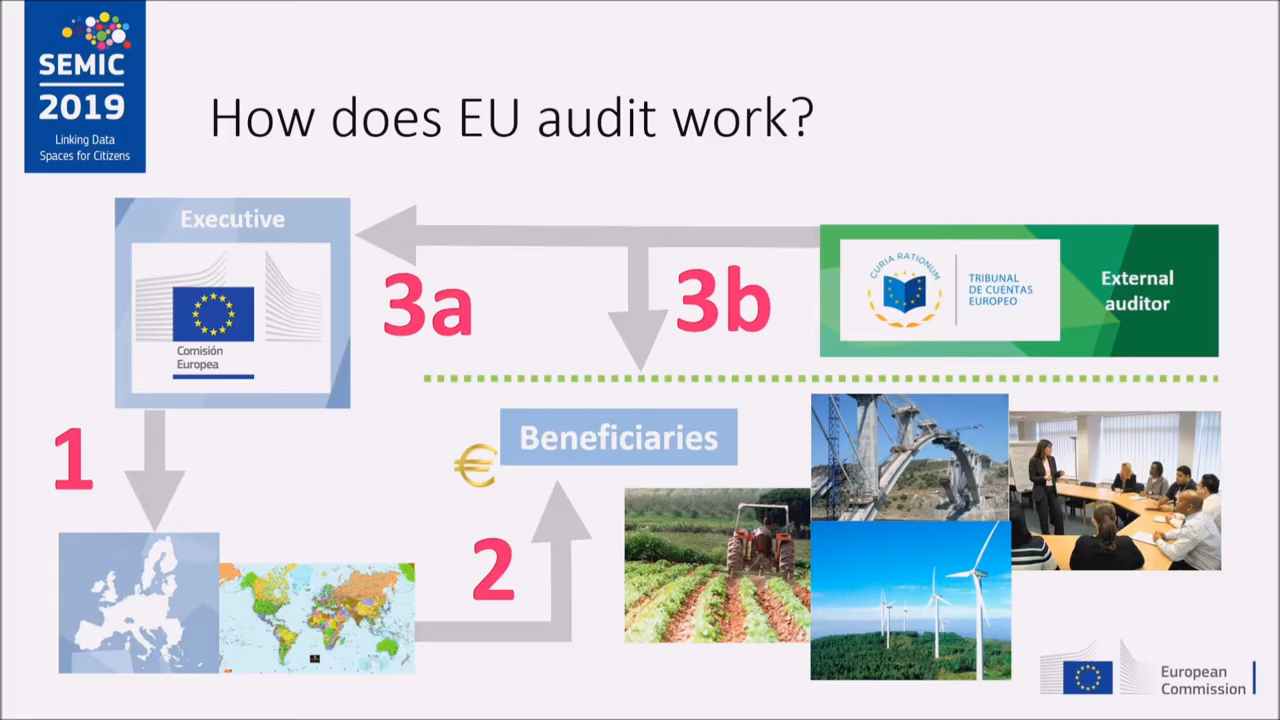 SEMIC
2019
Linking Data
Spaces for Citizens
How does EU audit work?
Executive
Comisión
Europea
3a
3b
CURIA RATIONUM
TRIBUNAL
DE CUENTAS
EUROPEO
External
auditor
1
Beneficiaries
€
2
European
Commission